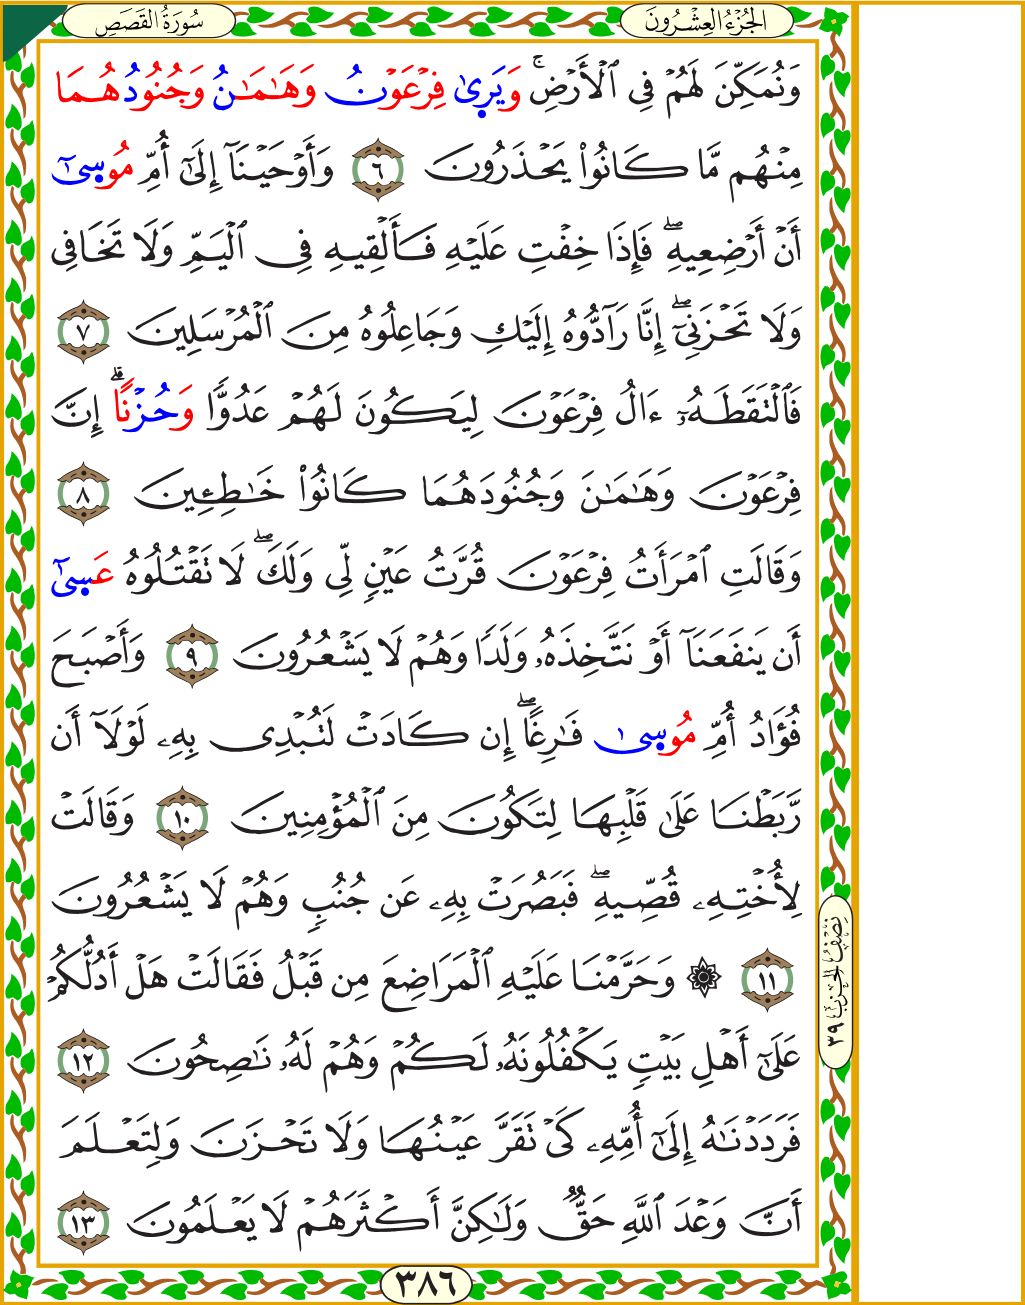 سُورَةُ القَصَصِ
الجُزْءُ العِشْرُونَ
وَنُمَكِّنَ لَهُمْ فِي ٱلْأَرْضِۚ وَيَرِىٰ فِرْعَوْنُ وَهَٰمَٰنُ وَجُنُودُهُمَا
مِنْهُم مَّا كَانُوا۟ يَحْذَرُونَ ٦ وَأَوْحَيْنَآ إِلَىٰٓ أُمِّ مُوسِىٰٓ
أَنْ أَرْضِعِيهِۖ فَإِذَا خِفْتِ عَلَيْهِ فَأَلْقِيهِ فِي ٱلْيَمِّ وَلَا تَخَافِي
وَلَا تَحْزَنِيٓۖ إِنَّا رَآدُّوهُ إِلَيْكِ وَجَاعِلُوهُ مِنَ ٱلْمُرْسَلِينَ ٧
فَٱلْتَقَطَهُۥٓ ءَالُ فِرْعَوْنَ لِيَكُونَ لَهُمْ عَدُوًّا وَحُزْنًاۗ إِنَّ
فِرْعَوْنَ وَهَٰمَٰنَ وَجُنُودَهُمَا كَانُوا۟ خَٰطِـِٔينَ ٨
وَقَالَتِ ٱمْرَأَتُ فِرْعَوْنَ قُرَّتُ عَيْنٍ لِّي وَلَكَۖ لَا تَقْتُلُوهُ عَسِىٰٓ
أَن يَنفَعَنَآ أَوْ نَتَّخِذَهُۥ وَلَدًا وَهُمْ لَا يَشْعُرُونَ ٩ وَأَصْبَحَ
فُؤَادُ أُمِّ مُوسِىٰ فَٰرِغًاۖ إِن كَادَتْ لَتُبْدِي بِهِۦ لَوْلَآ أَن
رَّبَطْنَا عَلَىٰ قَلْبِهَا لِتَكُونَ مِنَ ٱلْمُؤْمِنِينَ ١٠ وَقَالَتْ
لِأُخْتِهِۦ قُصِّيهِۖ فَبَصُرَتْ بِهِۦ عَن جُنُبٍ وَهُمْ لَا يَشْعُرُونَ
١١ ۞ وَحَرَّمْنَا عَلَيْهِ ٱلْمَرَاضِعَ مِن قَبْلُ فَقَالَتْ هَلْ أَدُلُّكُمْ
عَلَىٰٓ أَهْلِ بَيْتٍ يَكْفُلُونَهُۥ لَكُمْ وَهُمْ لَهُۥ نَٰصِحُونَ ١٢
فَرَدَدْنَٰهُ إِلَىٰٓ أُمِّهِۦ كَيْ تَقَرَّ عَيْنُهَا وَلَا تَحْزَنَ وَلِتَعْلَمَ
أَنَّ وَعْدَ ٱللَّهِ حَقٌّ وَلَٰكِنَّ أَكْثَرَهُمْ لَا يَعْلَمُونَ ١٣
نِصْفُ الحِزْبِ ٣٩
٣٨٦